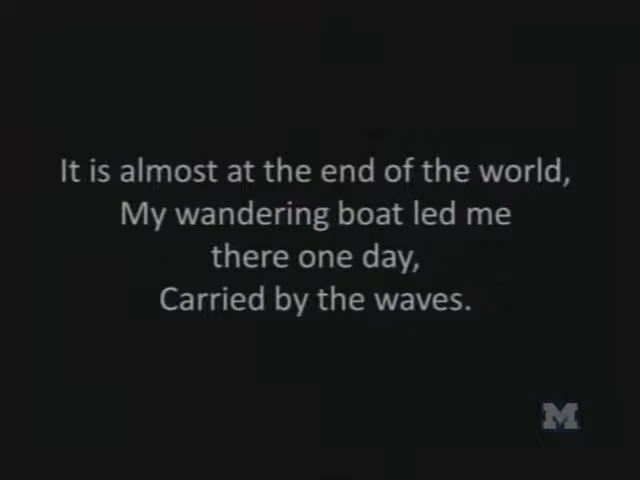 It is almost at the end of the world,
My wandering boat led me
there one day,
Carried by the waves.
M